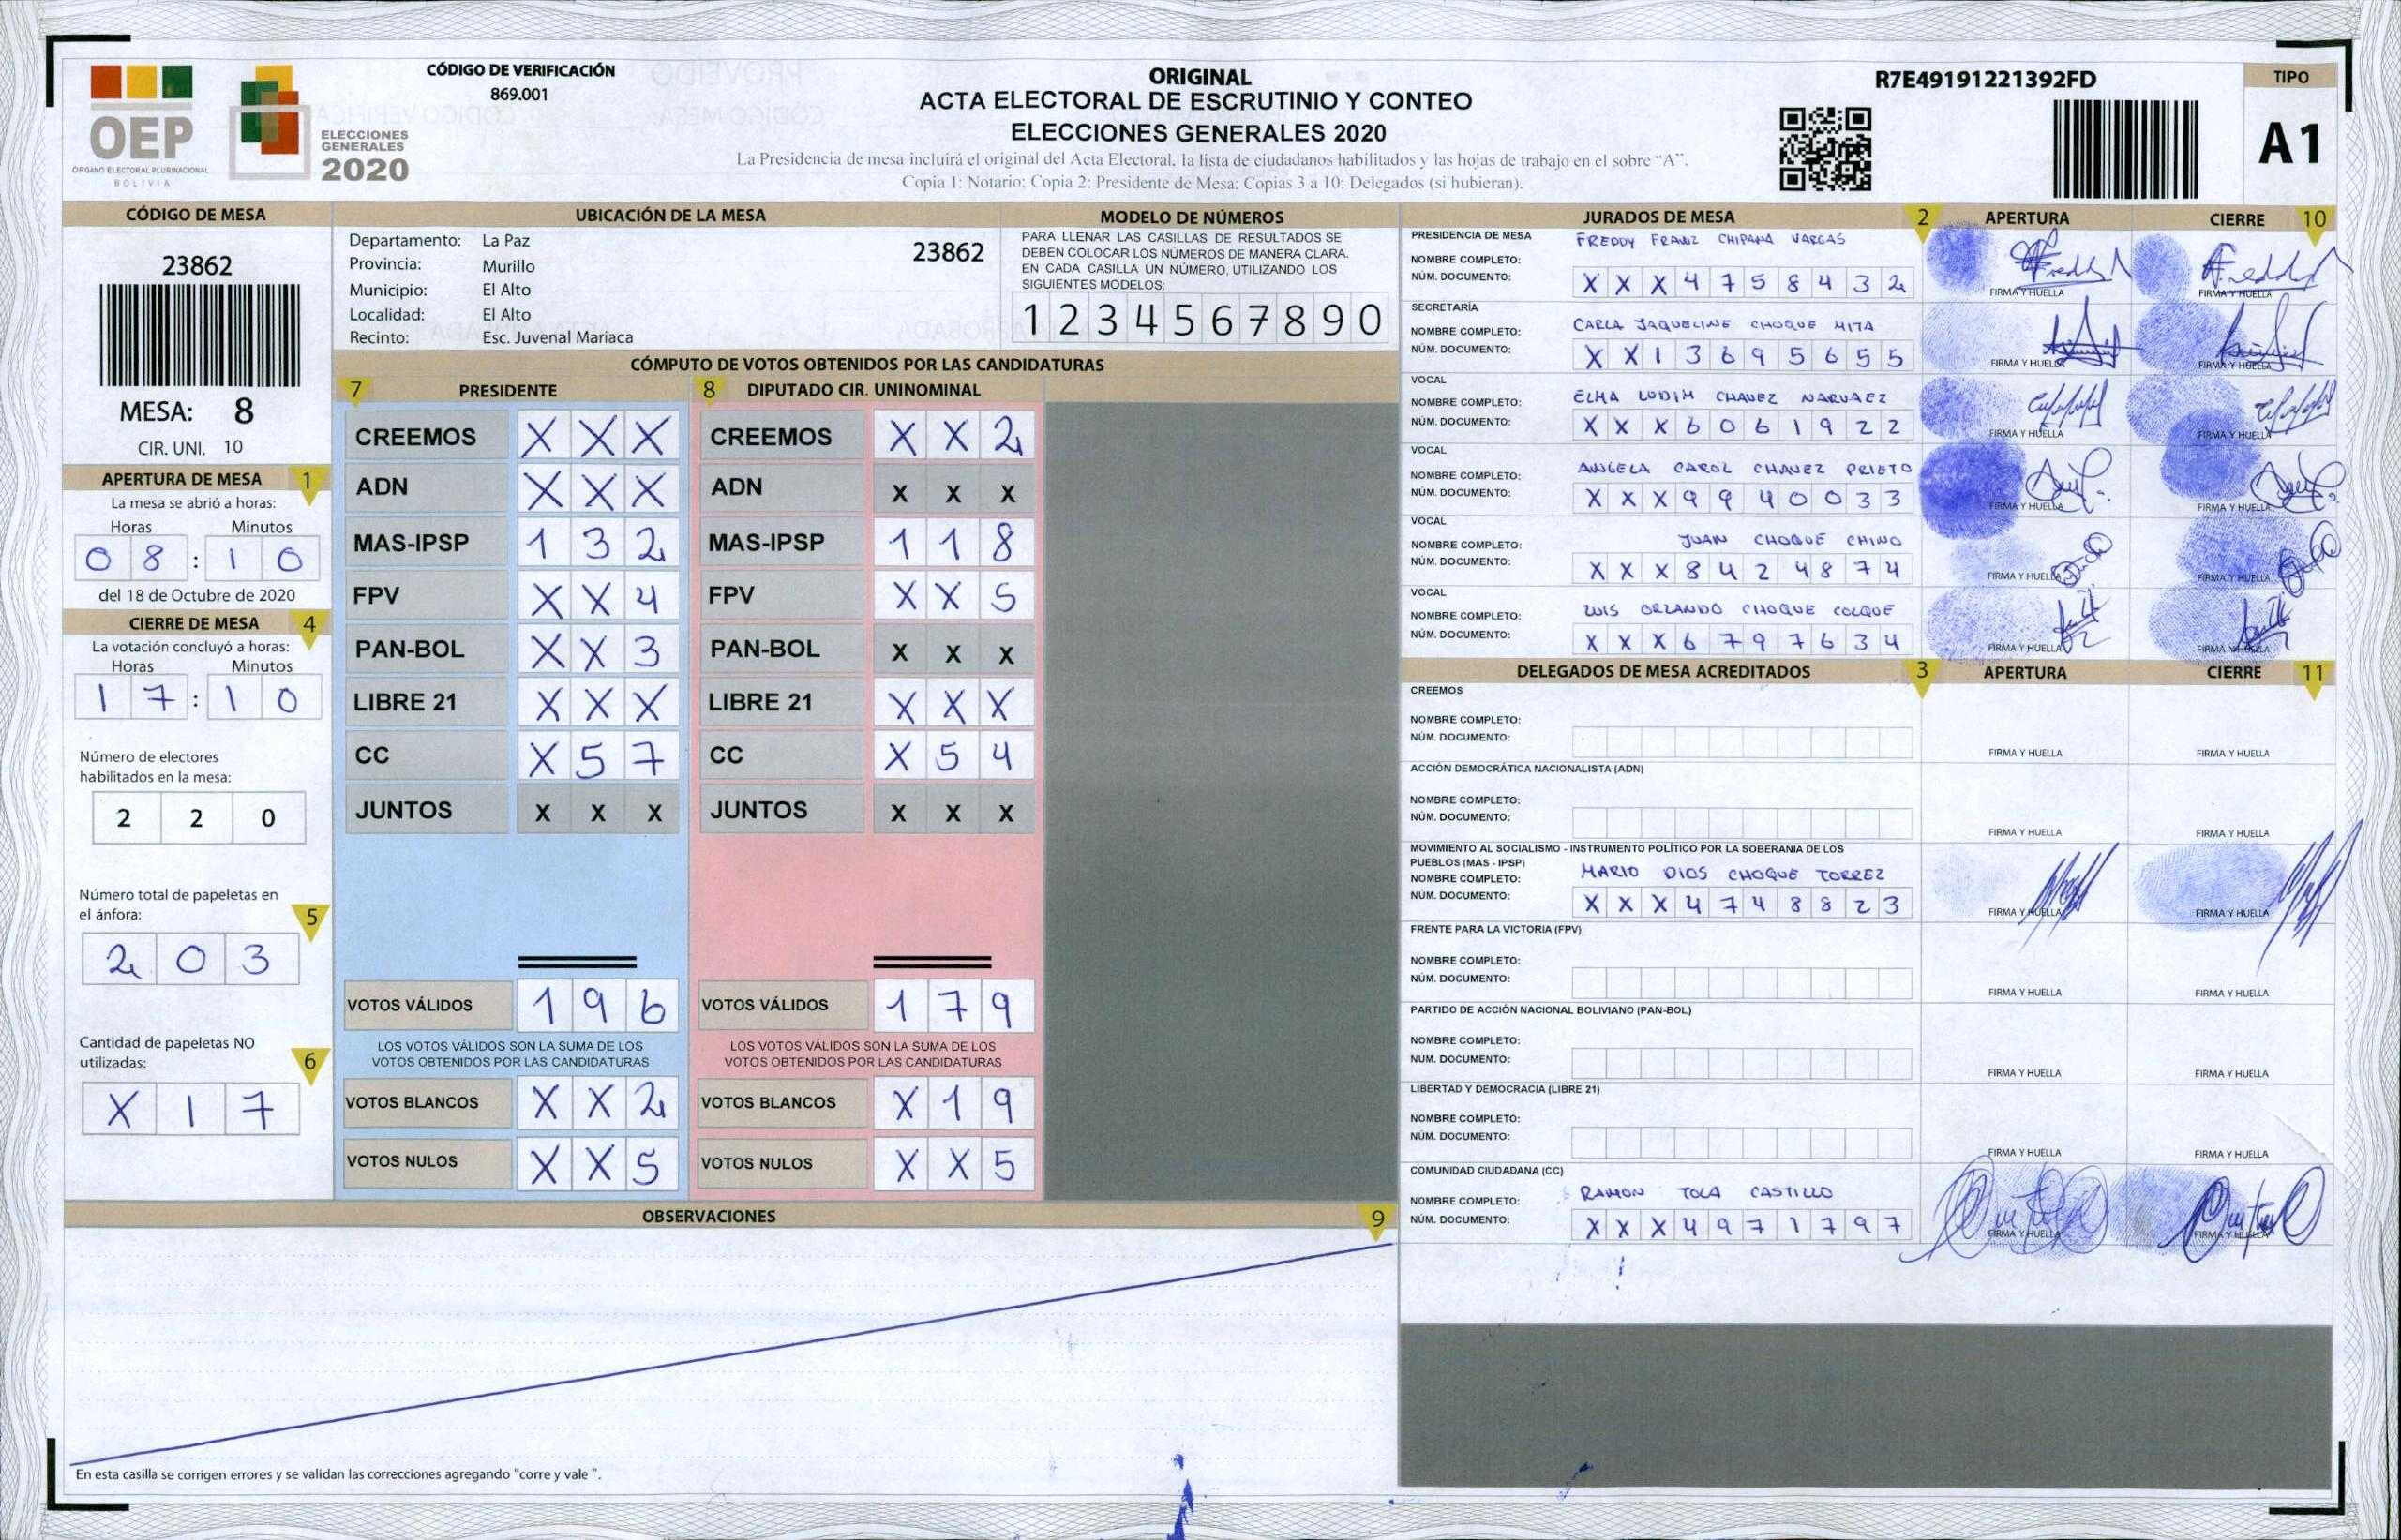 OEP
ÓRGANO ELECTORAL PLURINACIONAL
BOLIVIA
ELECCIONES
GENERALES
2020
CÓDIGO DE VERIFICACIÓN
869.001
ORIGINAL
ACTA ELECTORAL DE ESCRUTINIO Y CONTEO
ELECCIONES GENERALES 2020
La Presidencia de mesa incluirá el original del Acta Electoral, la lista de ciudadanos habilitados y las hojas de trabajo en el sobre “A”.
Copia 1: Notario; Copia 2: Presidente de Mesa; Copias 3 a 10: Delegados (si hubieran).
R7E49191221392FD
TIPO
A1
CÓDIGO DE MESA
23862
MESA: 8
CIR. UNI. 10
APERTURA DE MESA 1
La mesa se abrió a horas:
Horas Minutos
0 8 : 1 0
del 18 de Octubre de 2020
CIERRE DE MESA 4
La votación concluyó a horas:
Horas Minutos
1 7 : 1 0
Número de electores
habilitados en la mesa:
2 2 0
Número total de papeletas en
el ánfora: 5
2 0 3
Cantidad de papeletas NO
utilizadas: 6
X 1 7
UBICACIÓN DE LA MESA
Departamento: La Paz 23862
Provincia: Murillo
Municipio: El Alto
Localidad: El Alto
Recinto: Esc. Juvenal Mariaca
MODELO DE NÚMEROS
PARA LLENAR LAS CASILLAS DE RESULTADOS SE
DEBEN COLOCAR LOS NÚMEROS DE MANERA CLARA.
EN CADA CASILLA UN NÚMERO, UTILIZANDO LOS
SIGUIENTES MODELOS:
1 2 3 4 5 6 7 8 9 0
CÓMPUTO DE VOTOS OBTENIDOS POR LAS CANDIDATURAS
7 PRESIDENTE 8 DIPUTADO CIR. UNINOMINAL
CREEMOS X X X CREEMOS X X 2
ADN X X X ADN X X X
MAS-IPSP 1 3 2 MAS-IPSP 1 1 8
FPV X X 4 FPV X X 5
PAN-BOL X X 3 PAN-BOL X X X
LIBRE 21 X X X LIBRE 21 X X X
CC X 5 7 CC X 5 4
JUNTOS X X X JUNTOS X X X
VOTOS VÁLIDOS 1 9 6 VOTOS VÁLIDOS 1 7 9
LOS VOTOS VÁLIDOS SON LA SUMA DE LOS LOS VOTOS VÁLIDOS SON LA SUMA DE LOS
VOTOS OBTENIDOS POR LAS CANDIDATURAS VOTOS OBTENIDOS POR LAS CANDIDATURAS
VOTOS BLANCOS X X 2 VOTOS BLANCOS X 1 9
VOTOS NULOS X X 5 VOTOS NULOS X X 5
OBSERVACIONES 9
En esta casilla se corrigen errores y se validan las correcciones agregando “corre y vale ”.
JURADOS DE MESA 2 APERTURA CIERRE 10
PRESIDENCIA DE MESA FREDDY FRANZ CHIPANA VARGAS
NOMBRE COMPLETO:
NÚM. DOCUMENTO: X X X 4 7 5 8 4 3 2
FIRMA Y HUELLA FIRMA Y HUELLA
SECRETARÍA
NOMBRE COMPLETO: CARLA JAQUELINE CHOQUE MITA
NÚM. DOCUMENTO: X X 1 3 6 9 5 6 5 5
FIRMA Y HUELLA FIRMA Y HUELLA
VOCAL
NOMBRE COMPLETO: ELMA LUDIM CHAVEZ NARVAEZ
NÚM. DOCUMENTO: X X X 6 0 6 1 9 2 2
FIRMA Y HUELLA FIRMA Y HUELLA
VOCAL
NOMBRE COMPLETO: ANGELA CAROL CHAVEZ PRIETO
NÚM. DOCUMENTO: X X X 9 9 4 0 0 3 3
FIRMA Y HUELLA FIRMA Y HUELLA
VOCAL
NOMBRE COMPLETO: JUAN CHOQUE CHINO
NÚM. DOCUMENTO: X X X 8 4 2 4 8 7 4
FIRMA Y HUELLA FIRMA Y HUELLA
VOCAL
NOMBRE COMPLETO: LUIS ORLANDO CHOQUE COLQUE
NÚM. DOCUMENTO: X X X 6 7 9 7 6 3 4
FIRMA Y HUELLA FIRMA Y HUELLA
DELEGADOS DE MESA ACREDITADOS 3 APERTURA CIERRE 11
CREEMOS
NOMBRE COMPLETO:
NÚM. DOCUMENTO:
FIRMA Y HUELLA FIRMA Y HUELLA
ACCIÓN DEMOCRÁTICA NACIONALISTA (ADN)
NOMBRE COMPLETO:
NÚM. DOCUMENTO:
FIRMA Y HUELLA FIRMA Y HUELLA
MOVIMIENTO AL SOCIALISMO - INSTRUMENTO POLÍTICO POR LA SOBERANIA DE LOS
PUEBLOS (MAS - IPSP)
NOMBRE COMPLETO: MARIO DIOS CHOQUE TORREZ
NÚM. DOCUMENTO: X X X 4 7 4 8 8 2 3
FIRMA Y HUELLA FIRMA Y HUELLA
FRENTE PARA LA VICTORIA (FPV)
NOMBRE COMPLETO:
NÚM. DOCUMENTO:
FIRMA Y HUELLA FIRMA Y HUELLA
PARTIDO DE ACCIÓN NACIONAL BOLIVIANO (PAN-BOL)
NOMBRE COMPLETO:
NÚM. DOCUMENTO:
FIRMA Y HUELLA FIRMA Y HUELLA
LIBERTAD Y DEMOCRACIA (LIBRE 21)
NOMBRE COMPLETO:
NÚM. DOCUMENTO:
FIRMA Y HUELLA FIRMA Y HUELLA
COMUNIDAD CIUDADANA (CC)
NOMBRE COMPLETO: RAMON TOLA CASTILLO
NÚM. DOCUMENTO: X X X 4 9 7 1 7 9 7
FIRMA Y HUELLA FIRMA Y HUELLA